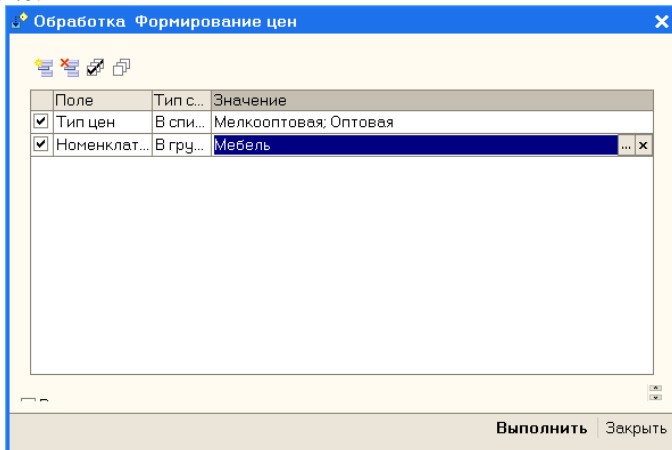 Обработка Формирование цен
Поле Тип с... Значение
Тип цен В спи... Мелкооптовая; Оптовая
Номенклат... В гру... Мебель ... x
Выполнить Закрыть